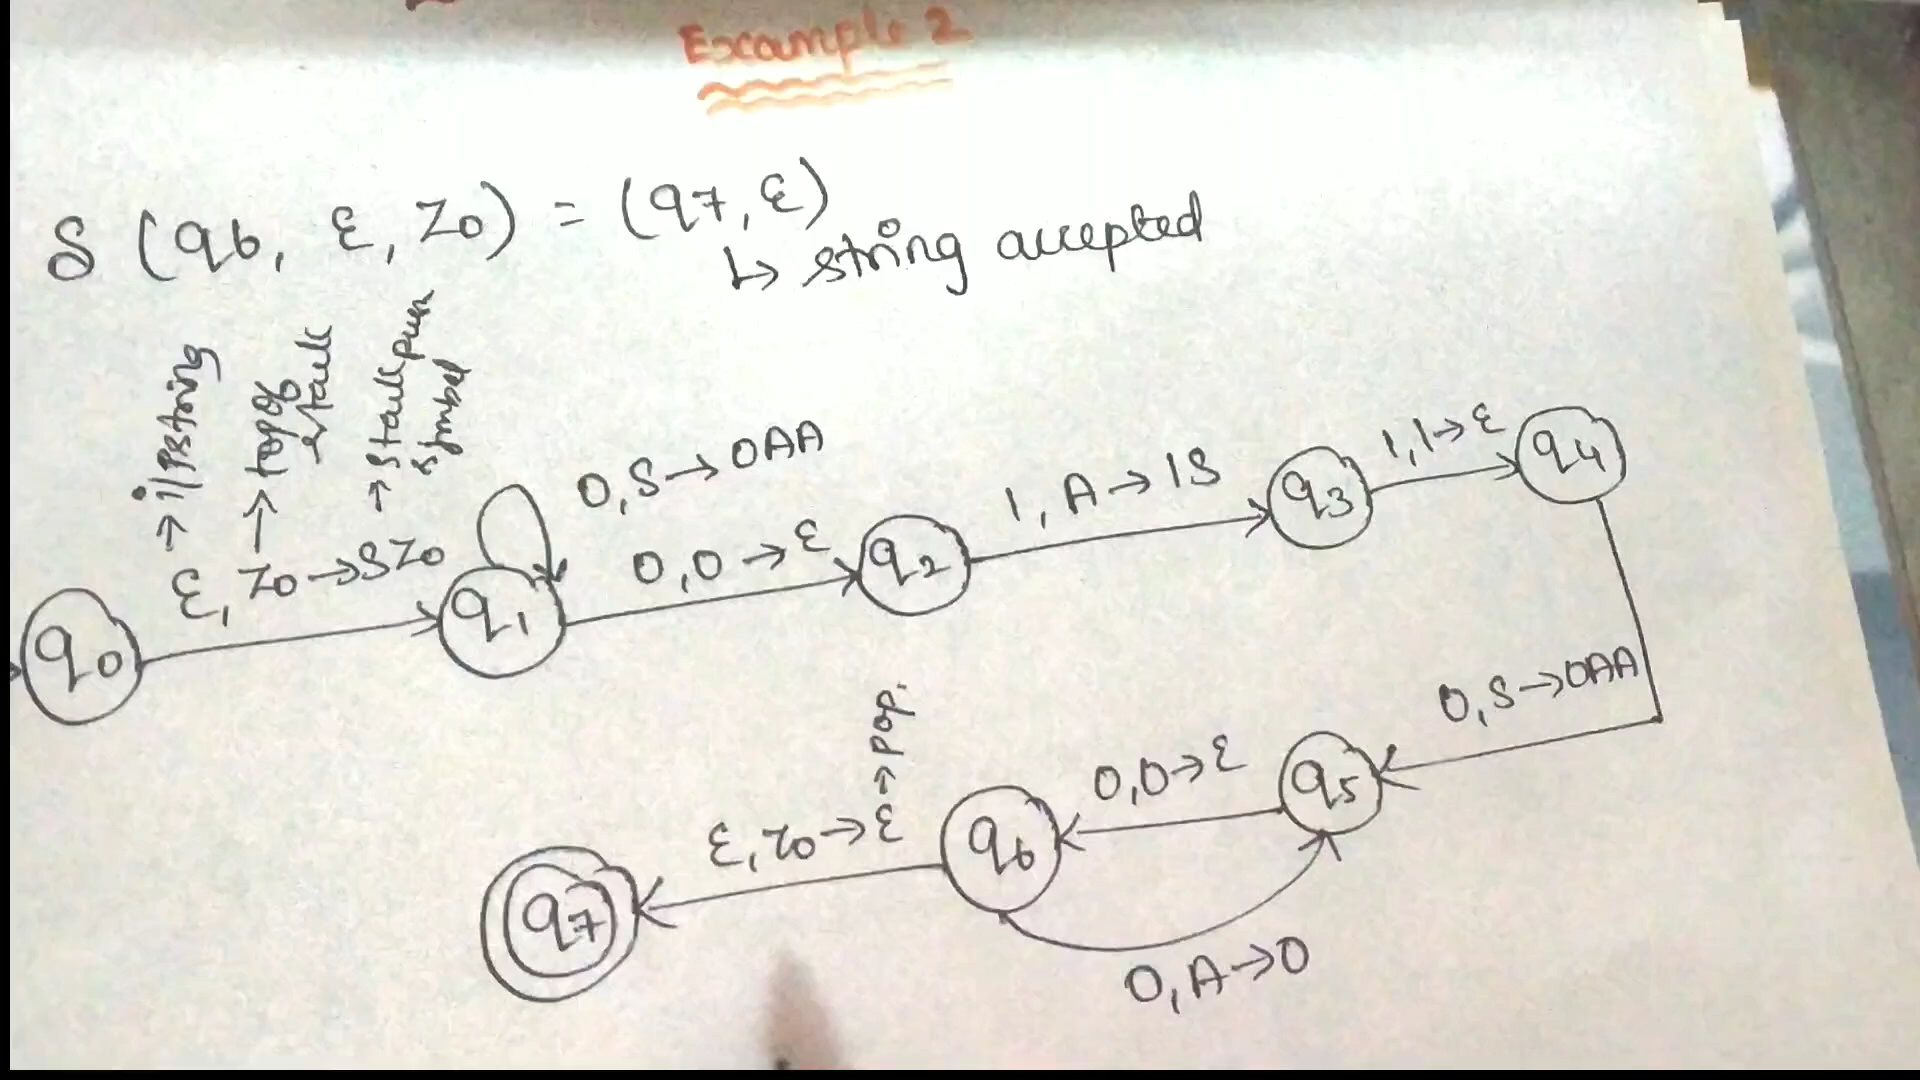 Example 2
δ (q6, ε, Z0) = (q7, ε)
↳ string accepted
→ i/p string
→ top of stack
→ stack push symbol
ε, Z0 → SZ0
0, S → 0AA
0, 0 → ε
1, A → 1S
1, 1 → ε
q0
q1
q2
q3
q4
0, S → 0AA
0, 0 → ε
ε, Z0 → ε → pop.
q5
q6
q7
0, A → 0